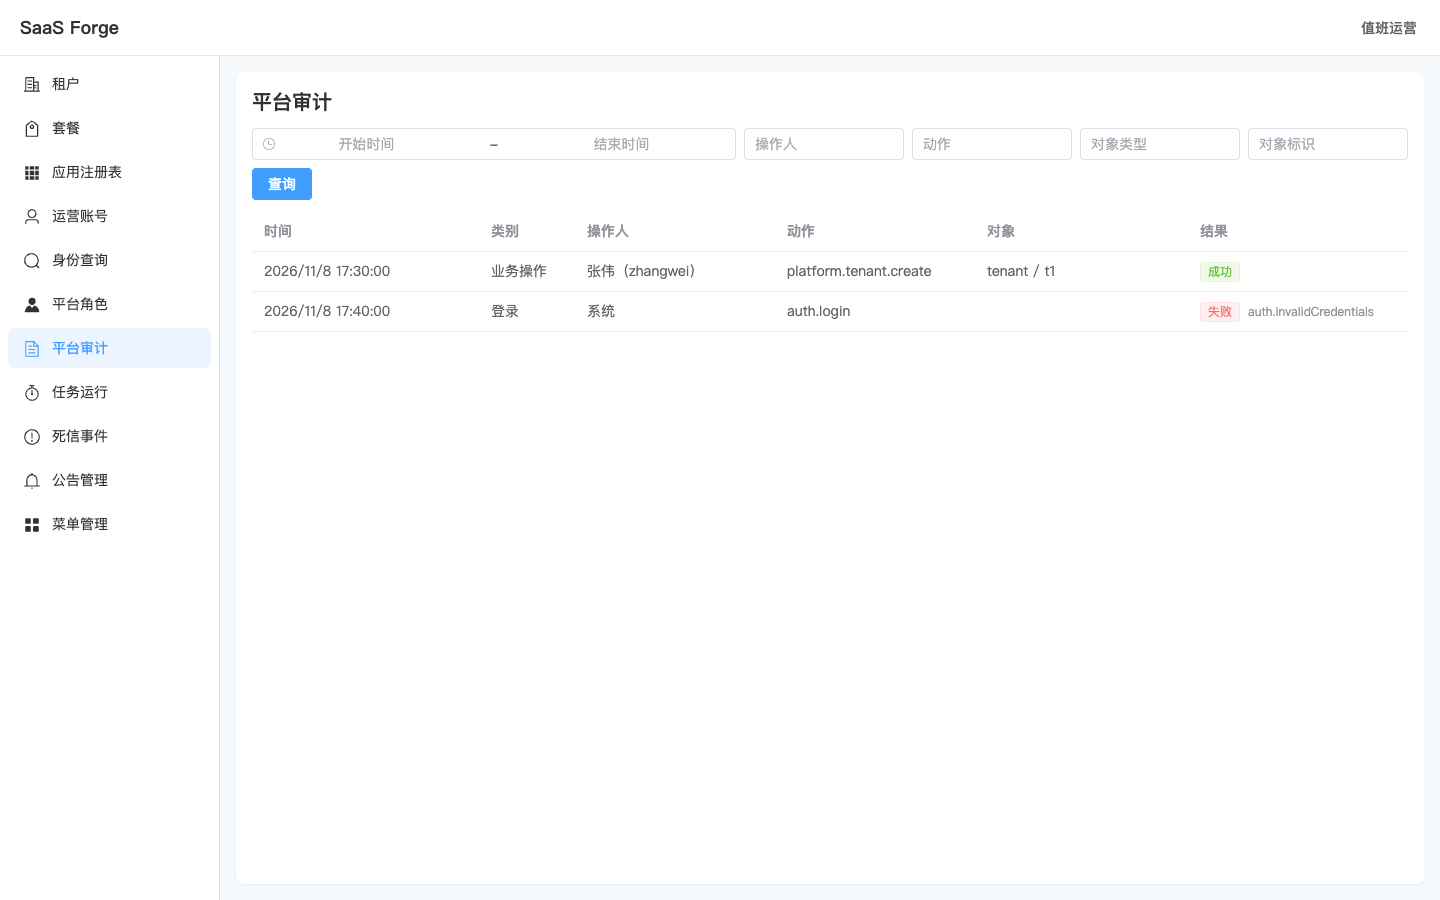 SaaS Forge
值班运营
租户
套餐
应用注册表
运营账号
身份查询
平台角色
平台审计
任务运行
死信事件
公告管理
菜单管理
平台审计
开始时间 – 结束时间 操作人 动作 对象类型 对象标识
查询
时间 类别 操作人 动作 对象 结果
2026/11/8 17:30:00 业务操作 张伟（zhangwei） platform.tenant.create tenant / t1 成功
2026/11/8 17:40:00 登录 系统 auth.login 失败 auth.invalidCredentials